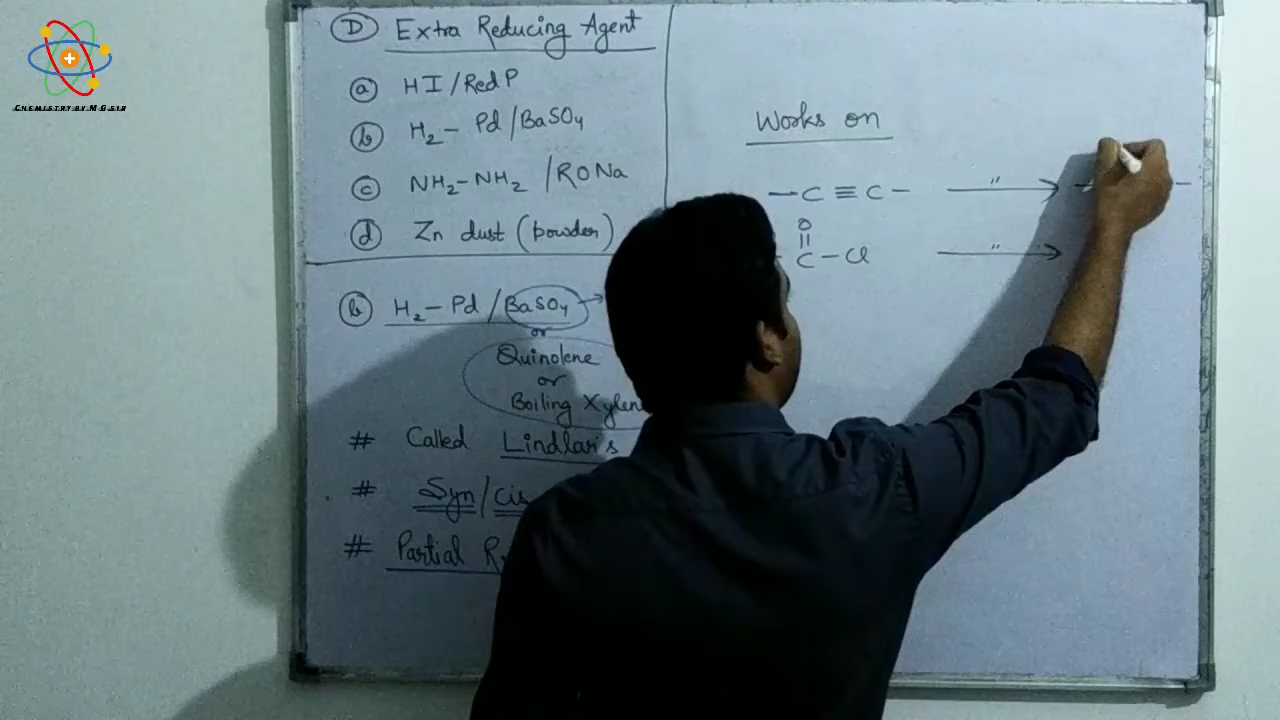 CHEMISTRY BY M G SIR
D Extra Reducing Agent
a HI/Red P
b H₂ – Pd/BaSO₄
c NH₂-NH₂ /RONa
d Zn dust (powder)
b H₂ – Pd /BaSO₄ →
or
Quinolene
or
Boiling Xylene
# Called Lindlar's
# Syn/cis
# Partial
Works on
— C ≡ C – —"→ –
O
||
C – Cl —"→